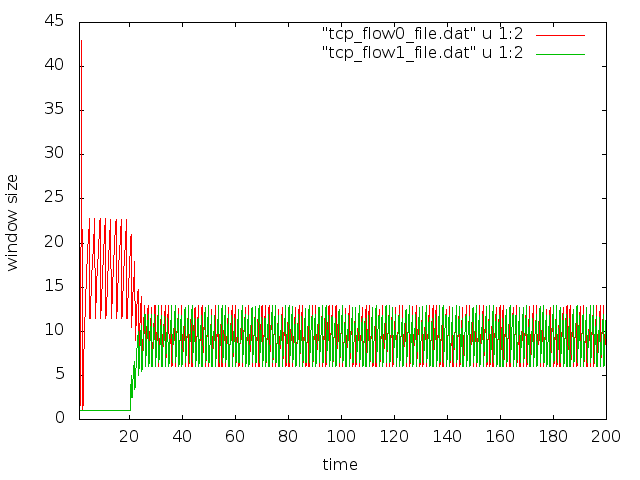 45
40
35
30
25
20
15
10
5
0
window size
"tcp_flow0_file.dat" u 1:2
"tcp_flow1_file.dat" u 1:2
20 40 60 80 100 120 140 160 180 200
time